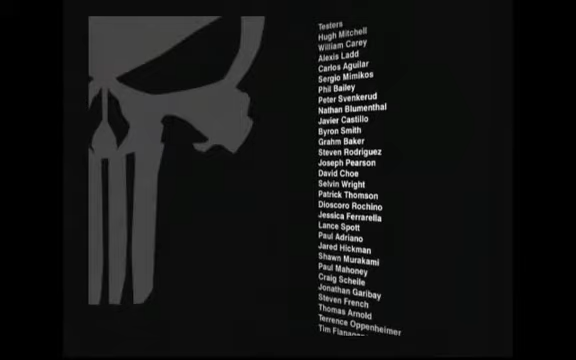 Testers
Hugh Mitchell
William Carey
Alexis Ladd
Carlos Aguilar
Sergio Mimikos
Phil Bailey
Peter Svenkerud
Nathan Blumenthal
Javier Castillo
Byron Smith
Grahm Baker
Steven Rodriguez
Joseph Pearson
David Choe
Selvin Wright
Patrick Thomson
Dioscoro Rochino
Jessica Ferrarella
Lance Spott
Paul Adriano
Jared Hickman
Shawn Murakami
Paul Mahoney
Craig Scheile
Jonathan Garibay
Steven French
Thomas Arnold
Terrence Oppenheimer
Tim